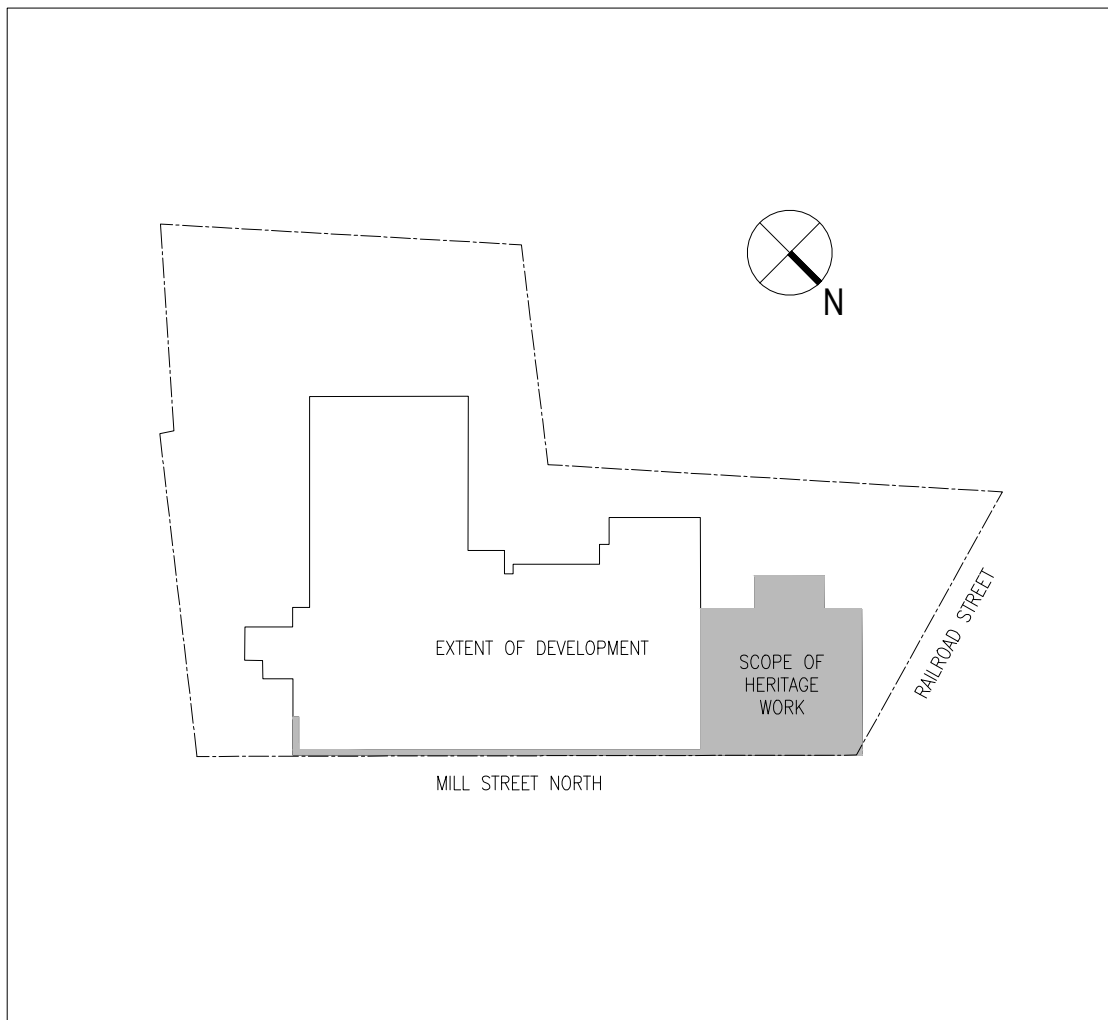 N
EXTENT OF DEVELOPMENT
SCOPE OF
HERITAGE
WORK
RAILROAD STREET
MILL STREET NORTH